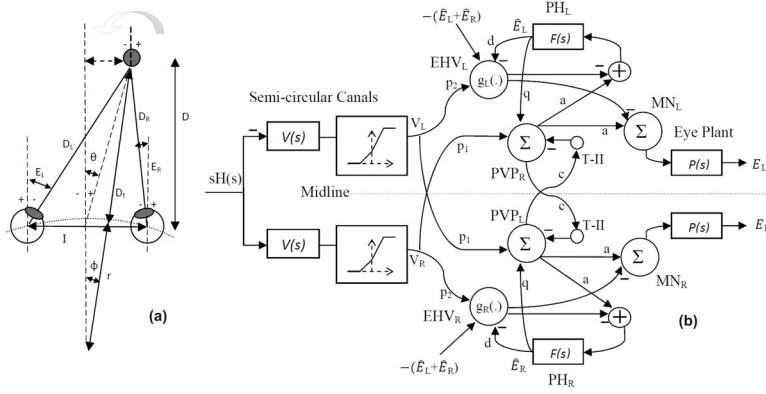 - +
D
D_R
D_L
θ
E_L
E_R
D_t
+ -
- +
- +
I
ϕ
r
(a)
PH_L
−(Ê_L+Ê_R)
Ê_L
d
F(s)
EHV_L
g_L(.)
-
-
+
p_2
q
a
-
MN_L
Semi-circular Canals
V_L
Σ
a
Σ
Eye Plant
-
V(s)
p_1
-
T-II
P(s)
E_L
PVP_R
c
sH(s)
Midline
PVP_L
c
T-II
-
V(s)
p_1
Σ
a
Σ
P(s)
E_L
V_R
a
-
MN_R
p_2
q
EHV_R
g_R(.)
-
+
(b)
-
d
−(Ê_L+Ê_R)
Ê_R
F(s)
PH_R